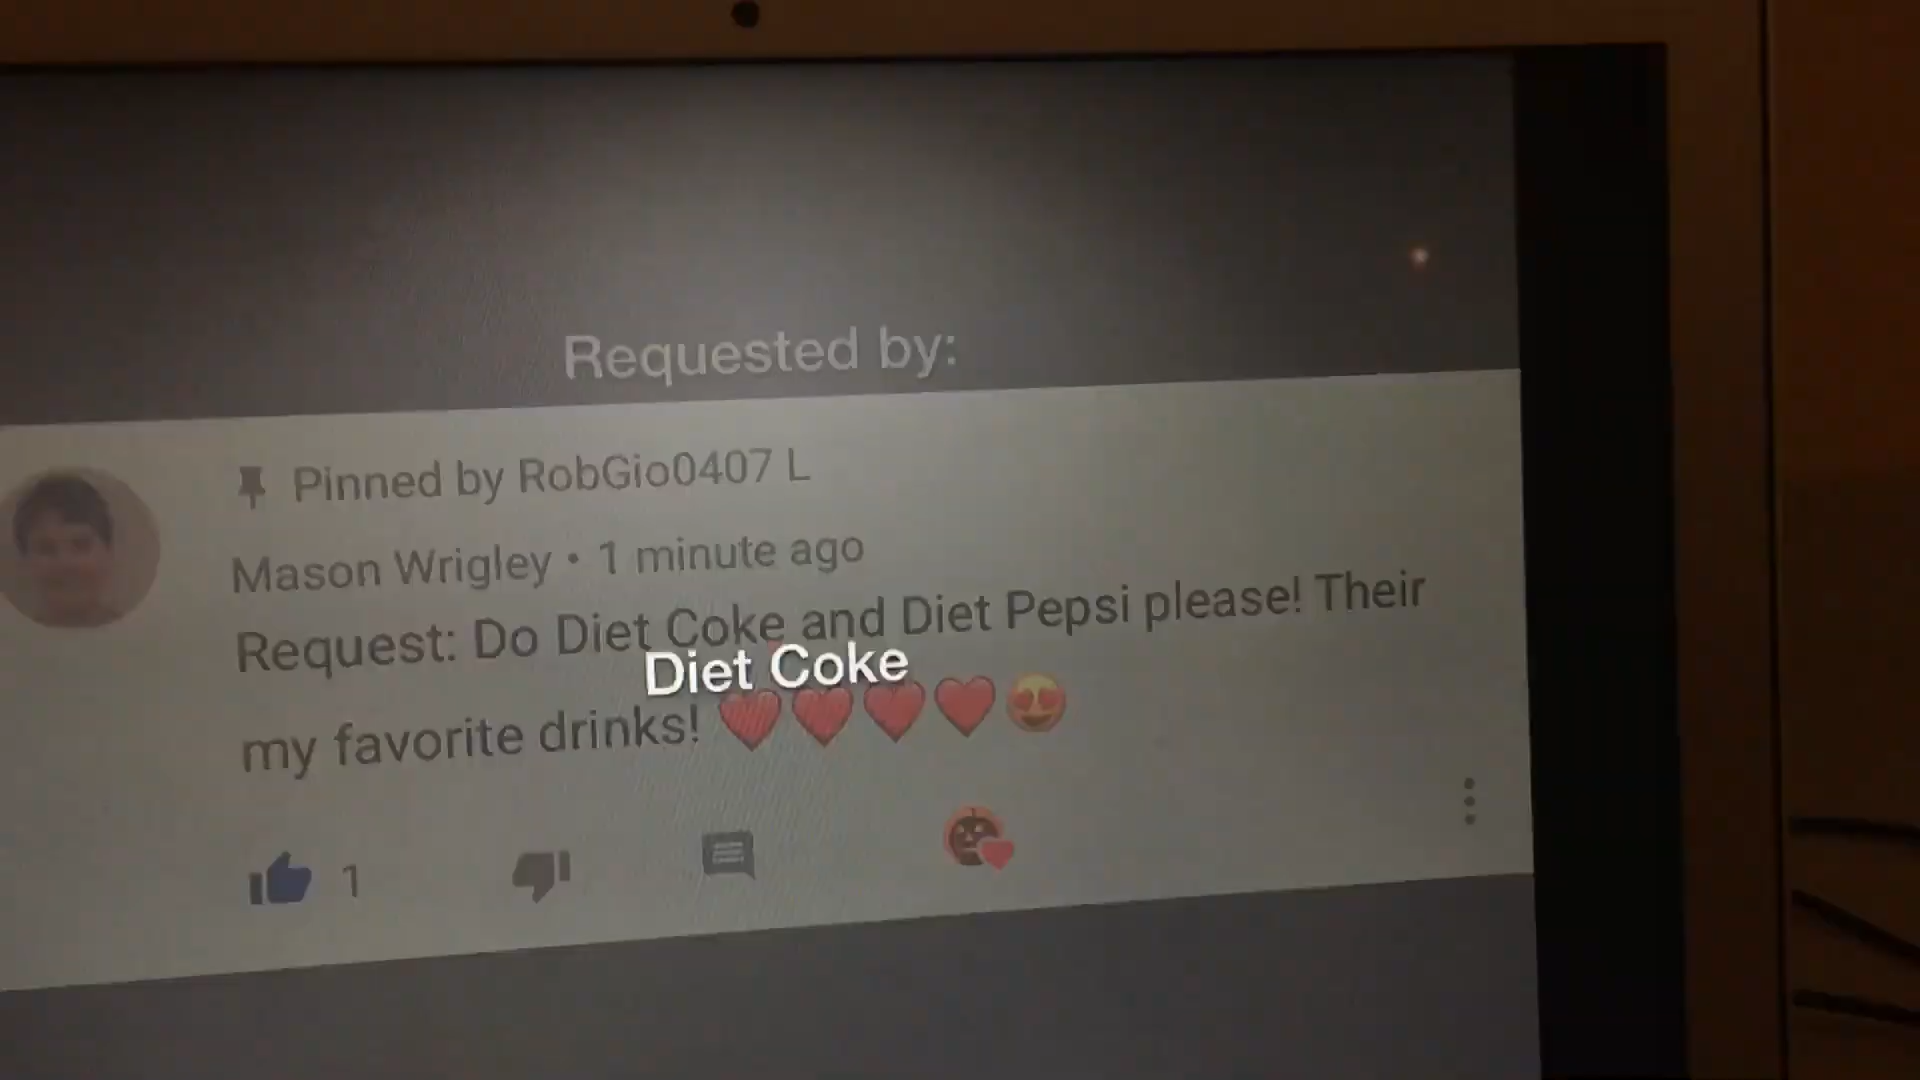 Requested by:
Pinned by RobGio0407 L
Mason Wrigley • 1 minute ago
Request: Do Diet Coke and Diet Pepsi please! Their
Diet Coke
my favorite drinks! ❤️❤️❤️❤️😍
1